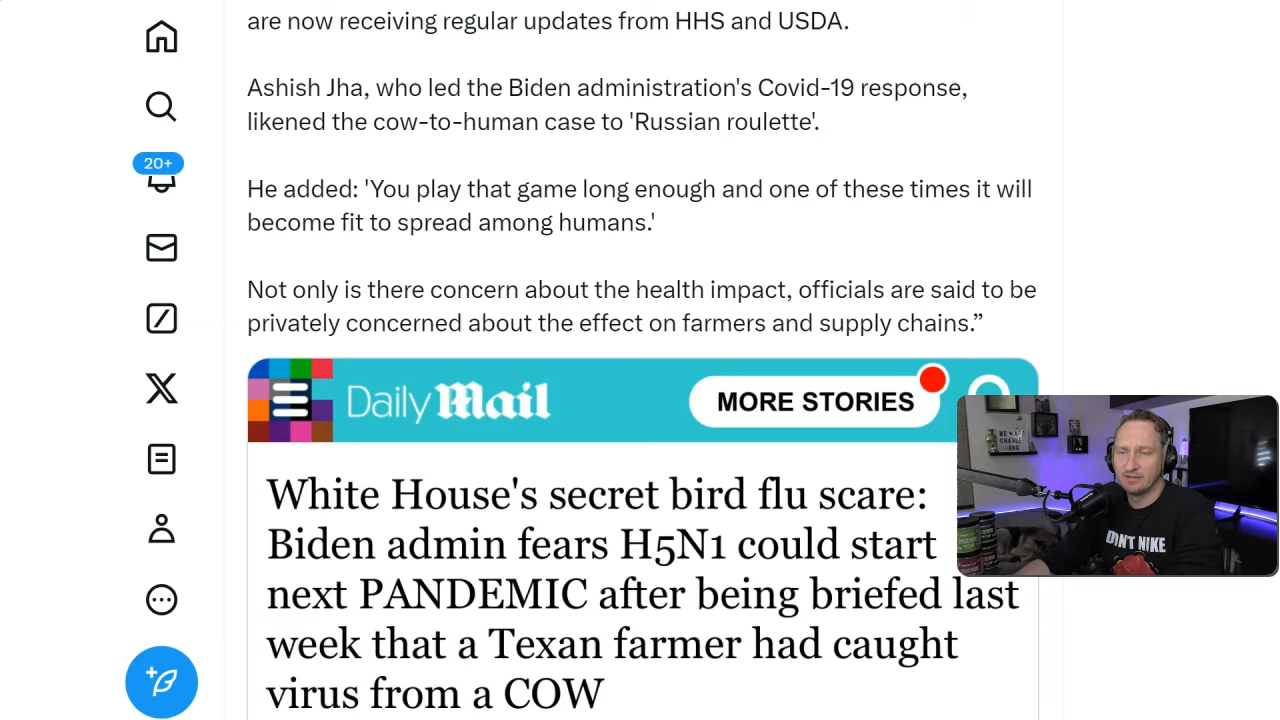 are now receiving regular updates from HHS and USDA.
Ashish Jha, who led the Biden administration's Covid-19 response,
likened the cow-to-human case to 'Russian roulette'.
20+
He added: 'You play that game long enough and one of these times it will
become fit to spread among humans.'
Not only is there concern about the health impact, officials are said to be
privately concerned about the effect on farmers and supply chains.”
Daily Mail
MORE STORIES
White House's secret bird flu scare:
Biden admin fears H5N1 could start
next PANDEMIC after being briefed last
week that a Texan farmer had caught
virus from a COW
WE ARE
CHANGE
.ORG